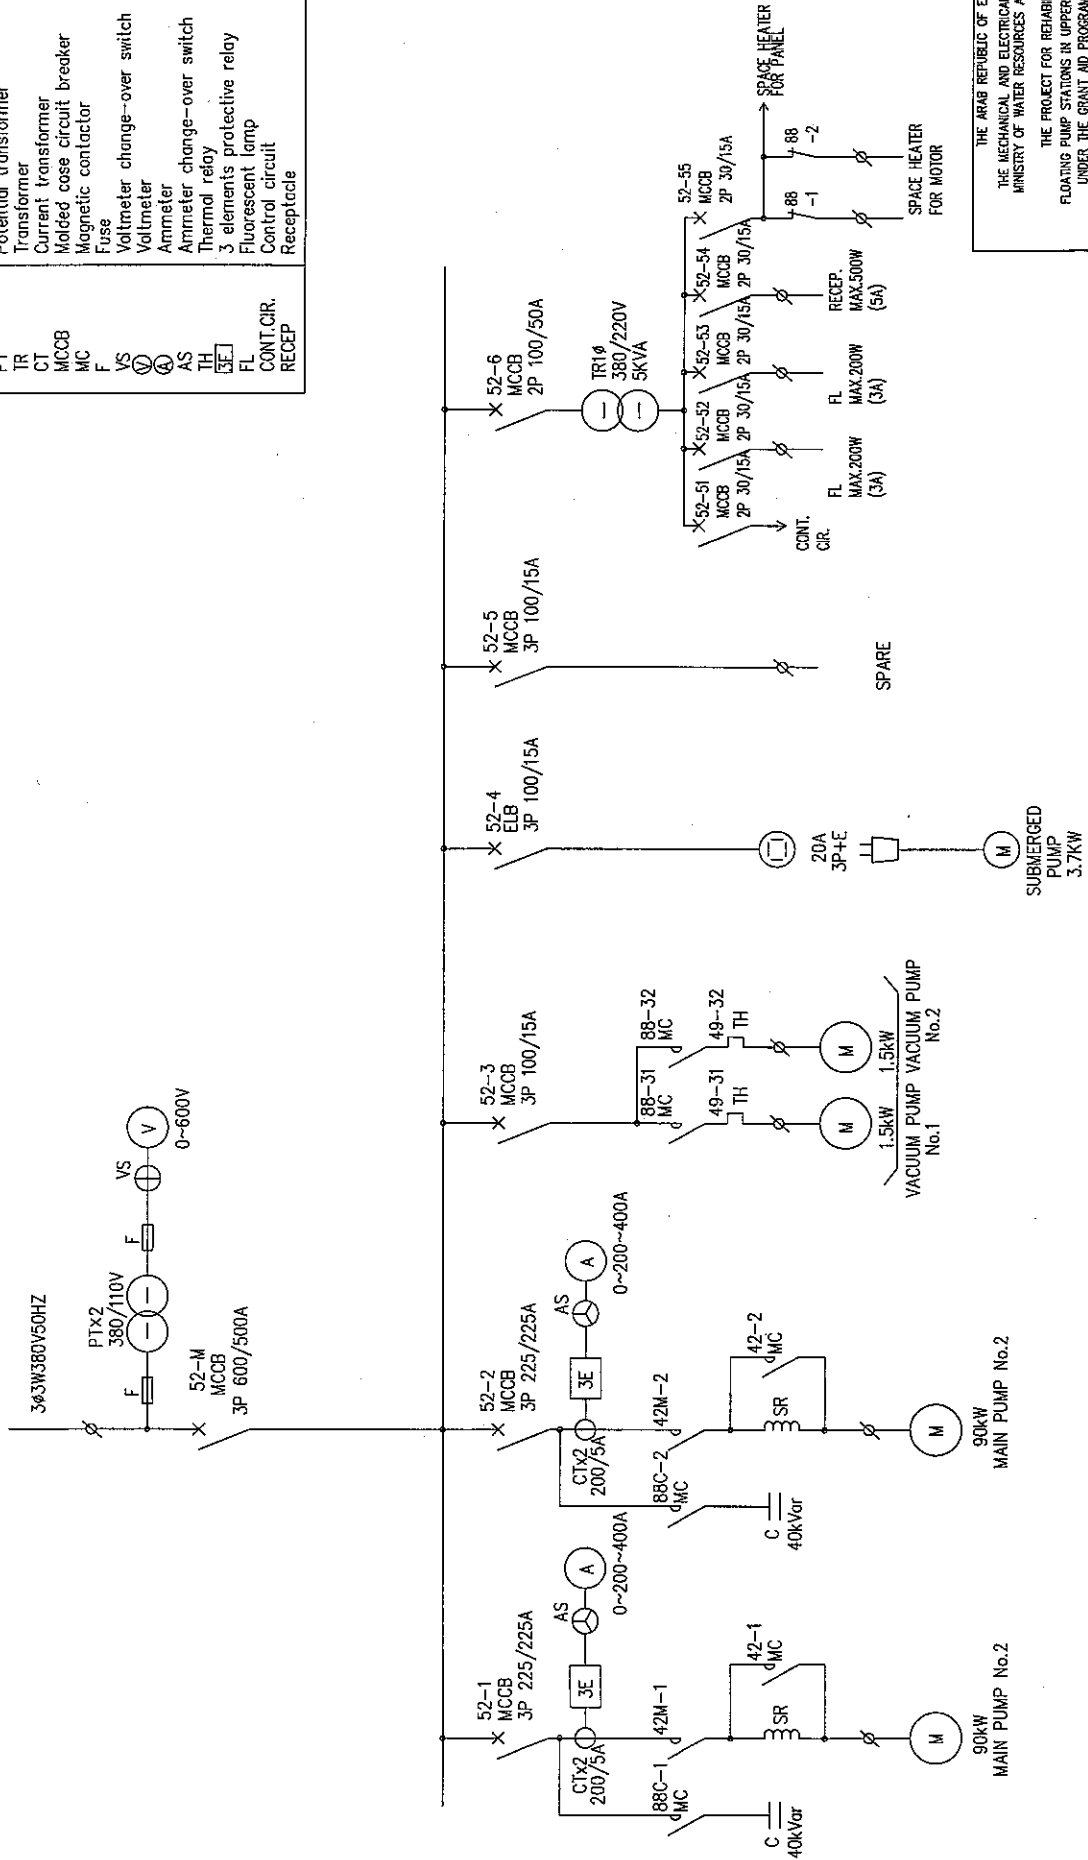 Transformer
Current transformer
Molded case circuit breaker
Magnetic contactor
Fuse
Voltmeter change-over switch
Voltmeter
Ammeter
Ammeter change-over switch
Thermal relay
3 elements protective relay
Fluorescent lamp
Control circuit
Receptacle
TR
CT
MCCB
MC
F
VS
V
A
AS
TH
3E
FL
CONT.CIR.
RECEP
3φ3W380V50HZ
F
PTx2
380/110V
F
VS
V
0~600V
52-M
MCCB
3P 600/500A
52-1
MCCB
3P 225/225A
CTx2
200/5A
3E
AS
A
0~200~400A
88C-1
MC
42M-1
C
40kVar
SR
42-1
MC
M
90kW
MAIN PUMP No.2
52-2
MCCB
3P 225/225A
CTx2
200/5A
3E
AS
A
0~200~400A
88C-2
MC
42M-2
C
40kVar
SR
42-2
MC
M
90kW
MAIN PUMP No.2
52-3
MCCB
3P 100/15A
88-31
MC
88-32
MC
49-31
TH
49-32
TH
M
M
1.5kW
VACUUM PUMP
No.1
1.5kW
VACUUM PUMP
No.2
52-4
ELB
3P 100/15A
20A
3P+E
M
SUBMERGED
PUMP
3.7KW
52-5
MCCB
3P 100/15A
SPARE
52-6
MCCB
2P 100/50A
TR1φ
380/220V
5KVA
52-51
MCCB
2P 30/15A
CONT.
CIR.
52-52
MCCB
2P 30/15A
FL
MAX.200W
(3A)
52-53
MCCB
2P 30/15A
FL
MAX.200W
(3A)
52-54
MCCB
2P 30/15A
RECEP.
MAX.500W
(5A)
52-55
MCCB
2P 30/15A
88
-1
88
-2
SPACE HEATER
FOR MOTOR
SPACE HEATER
FOR PANEL
THE ARAB REPUBLIC OF E
THE MECHANICAL AND ELECTRICAL
MINISTRY OF WATER RESOURCES A
THE PROJECT FOR REHABIL
FLOATING PUMP STATIONS IN UPPER
UNDER THE GRANT AID PROGRAM